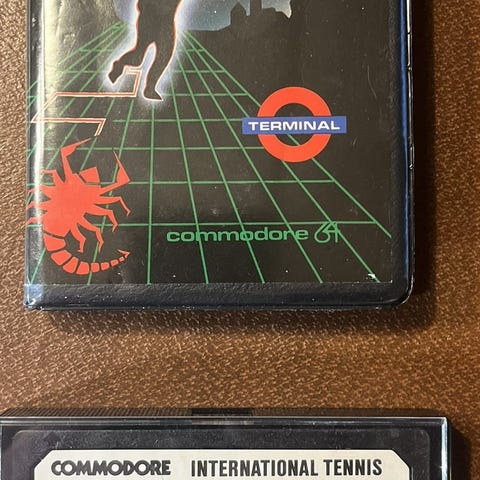 TERMINAL
commodore 64
COMMODORE INTERNATIONAL TENNIS